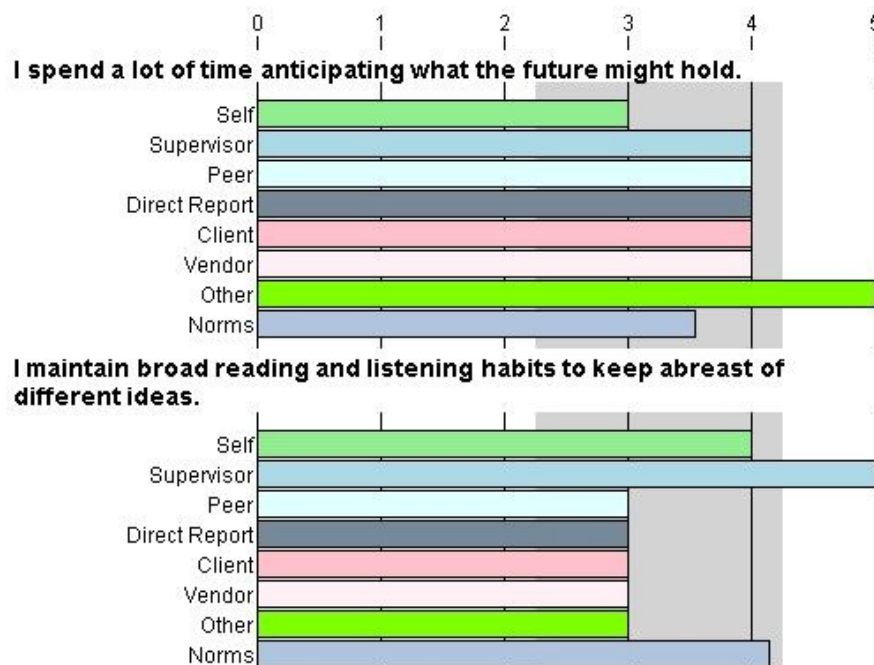 0 1 2 3 4 5
I spend a lot of time anticipating what the future might hold.
Self
Supervisor
Peer
Direct Report
Client
Vendor
Other
Norms
I maintain broad reading and listening habits to keep abreast of
different ideas.
Self
Supervisor
Peer
Direct Report
Client
Vendor
Other
Norms